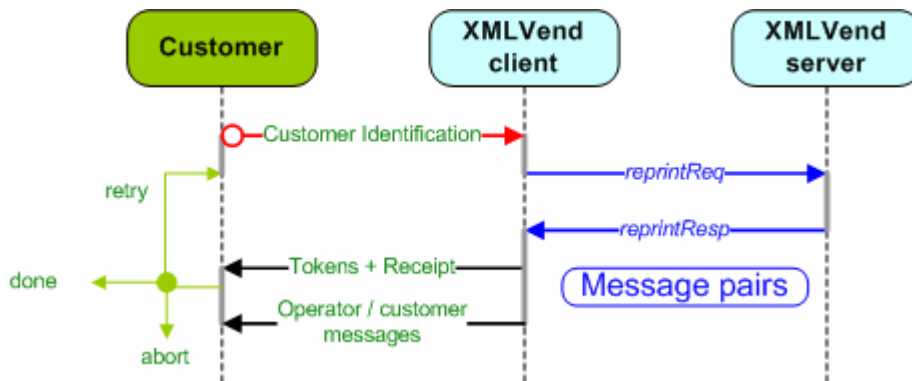 Customer
XMLVend
client
XMLVend
server
Customer Identification
reprintReq
retry
reprintResp
Tokens + Receipt
done
Message pairs
Operator / customer
messages
abort